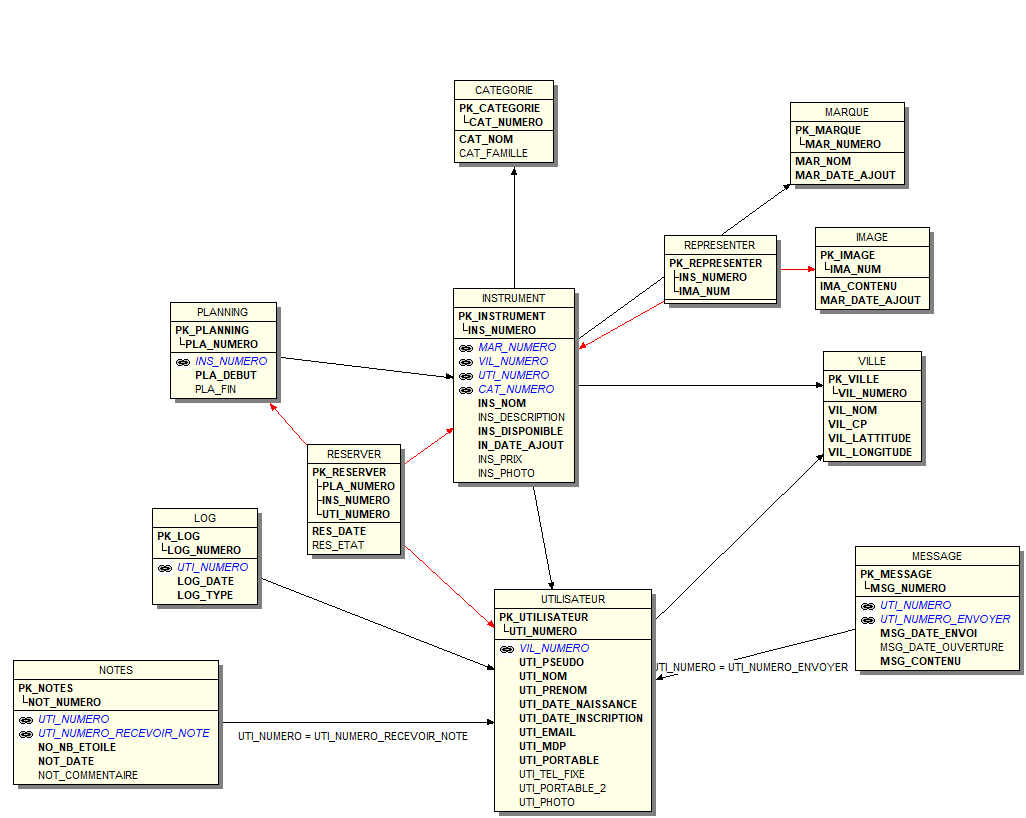 CATEGORIE
PK_CATEGORIE
CAT_NUMERO
CAT_NOM
CAT_FAMILLE
MARQUE
PK_MARQUE
MAR_NUMERO
MAR_NOM
MAR_DATE_AJOUT
REPRESENTER
PK_REPRESENTER
INS_NUMERO
IMA_NUM
IMAGE
PK_IMAGE
IMA_NUM
IMA_CONTENU
MAR_DATE_AJOUT
INSTRUMENT
PK_INSTRUMENT
INS_NUMERO
MAR_NUMERO
VIL_NUMERO
UTI_NUMERO
CAT_NUMERO
INS_NOM
INS_DESCRIPTION
INS_DISPONIBLE
IN_DATE_AJOUT
INS_PRIX
INS_PHOTO
PLANNING
PK_PLANNING
PLA_NUMERO
INS_NUMERO
PLA_DEBUT
PLA_FIN
VILLE
PK_VILLE
VIL_NUMERO
VIL_NOM
VIL_CP
VIL_LATTITUDE
VIL_LONGITUDE
RESERVER
PK_RESERVER
PLA_NUMERO
INS_NUMERO
UTI_NUMERO
RES_DATE
RES_ETAT
LOG
PK_LOG
LOG_NUMERO
UTI_NUMERO
LOG_DATE
LOG_TYPE
MESSAGE
PK_MESSAGE
MSG_NUMERO
UTI_NUMERO
UTI_NUMERO_ENVOYER
MSG_DATE_ENVOI
MSG_DATE_OUVERTURE
MSG_CONTENU
UTILISATEUR
PK_UTILISATEUR
UTI_NUMERO
VIL_NUMERO
UTI_PSEUDO
UTI_NOM
UTI_PRENOM
UTI_DATE_NAISSANCE
UTI_DATE_INSCRIPTION
UTI_EMAIL
UTI_MDP
UTI_PORTABLE
UTI_TEL_FIXE
UTI_PORTABLE_2
UTI_PHOTO
UTI_NUMERO = UTI_NUMERO_ENVOYER
NOTES
PK_NOTES
NOT_NUMERO
UTI_NUMERO
UTI_NUMERO_RECEVOIR_NOTE
NO_NB_ETOILE
NOT_DATE
NOT_COMMENTAIRE
UTI_NUMERO = UTI_NUMERO_RECEVOIR_NOTE